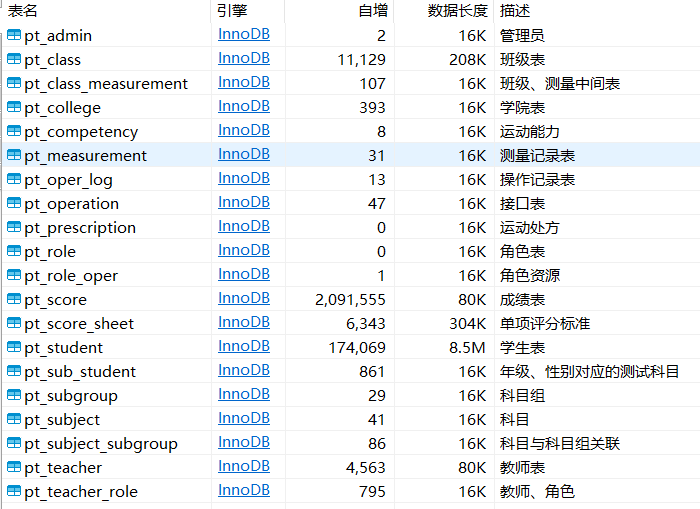 表名 引擎 自增 数据长度 描述
pt_admin InnoDB 2 16K 管理员
pt_class InnoDB 11,129 208K 班级表
pt_class_measurement InnoDB 107 16K 班级、测量中间表
pt_college InnoDB 393 16K 学院表
pt_competency InnoDB 8 16K 运动能力
pt_measurement InnoDB 31 16K 测量记录表
pt_oper_log InnoDB 13 16K 操作记录表
pt_operation InnoDB 47 16K 接口表
pt_prescription InnoDB 0 16K 运动处方
pt_role InnoDB 0 16K 角色表
pt_role_oper InnoDB 1 16K 角色资源
pt_score InnoDB 2,091,555 80K 成绩表
pt_score_sheet InnoDB 6,343 304K 单项评分标准
pt_student InnoDB 174,069 8.5M 学生表
pt_sub_student InnoDB 861 16K 年级、性别对应的测试科目
pt_subgroup InnoDB 29 16K 科目组
pt_subject InnoDB 41 16K 科目
pt_subject_subgroup InnoDB 86 16K 科目与科目组关联
pt_teacher InnoDB 4,563 80K 教师表
pt_teacher_role InnoDB 795 16K 教师、角色